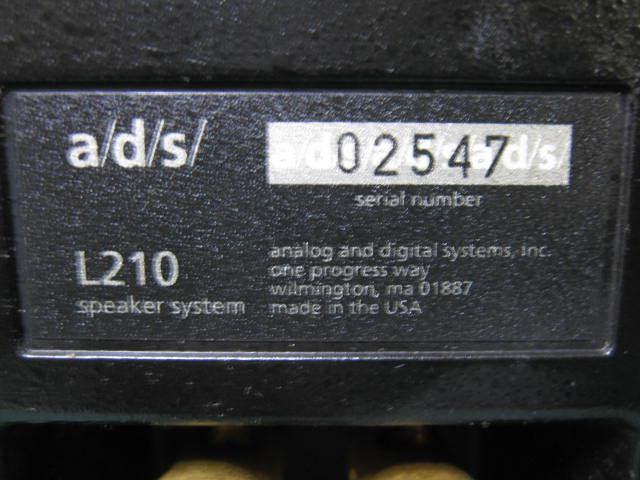 a/d/s/
02547
serial number
L210
speaker system
analog and digital systems, inc.
one progress way
wilmington, ma 01887
made in the USA